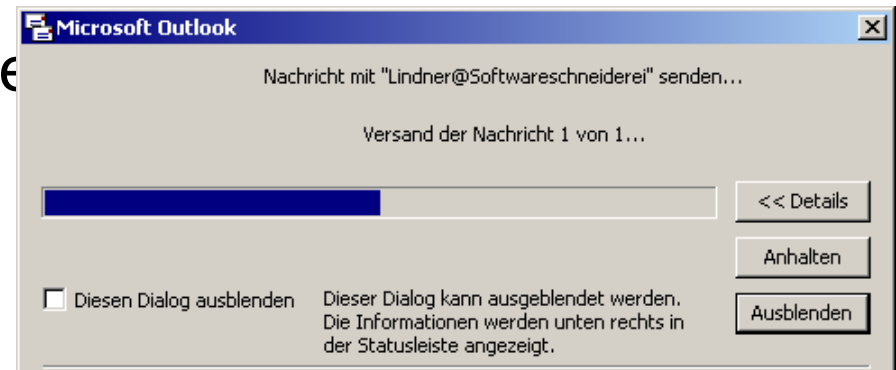 Microsoft Outlook
Nachricht mit "Lindner@Softwareschneiderei" senden...
Versand der Nachricht 1 von 1...
<< Details
Anhalten
Diesen Dialog ausblenden
Dieser Dialog kann ausgeblendet werden.
Die Informationen werden unten rechts in
der Statusleiste angezeigt.
Ausblenden